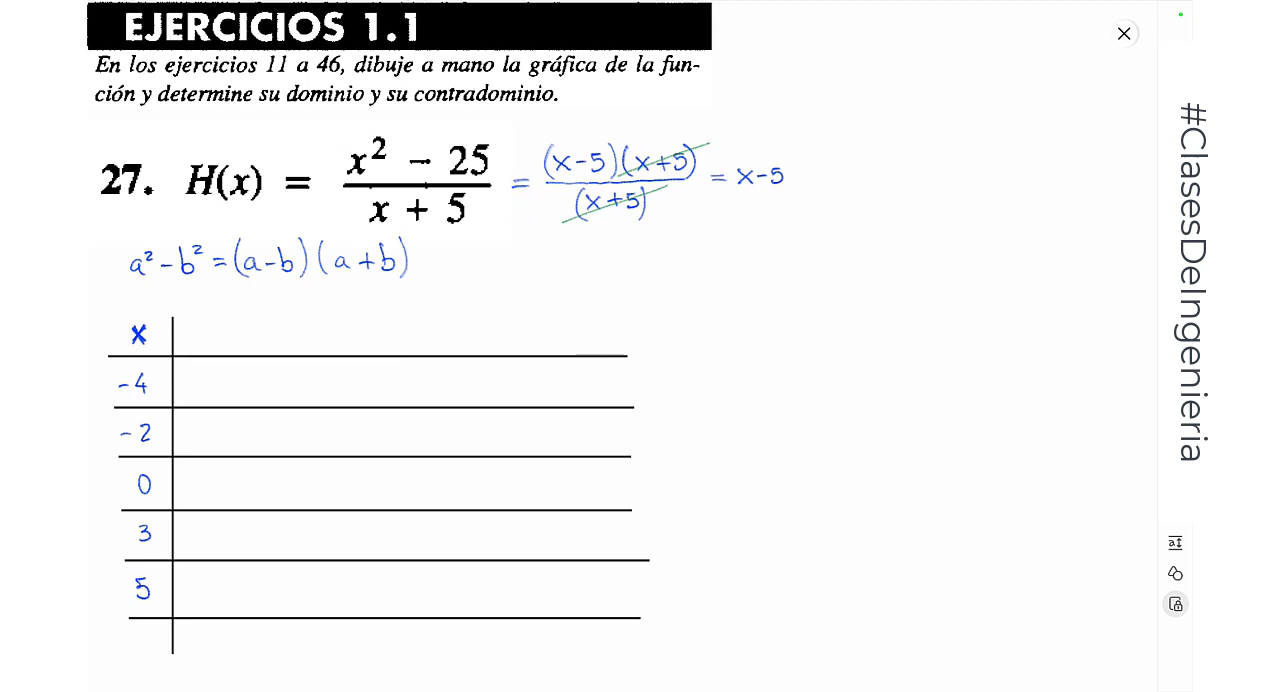 EJERCICIOS 1.1
En los ejercicios 11 a 46, dibuje a mano la gráfica de la fun-
ción y determine su dominio y su contradominio.
27. H(x) = (x² - 25)/(x + 5) = (x-5)(x+5)/(x+5) = x-5
a² - b² = (a-b)(a+b)
x
-4
-2
0
3
5
#ClasesDeIngenieria